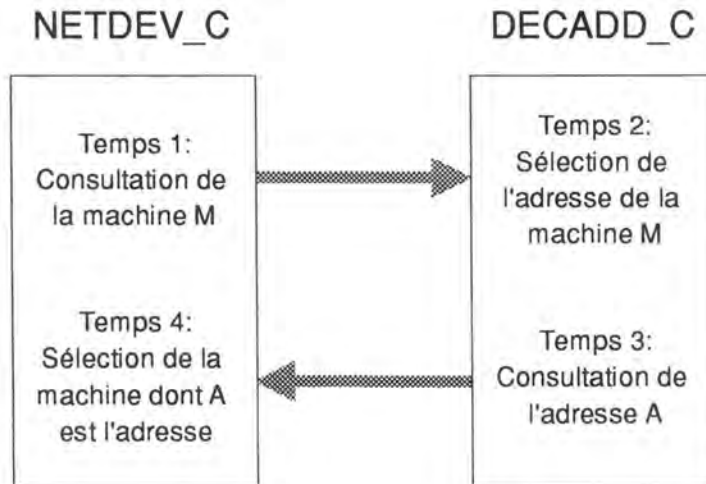 NETDEV_C
DECADD_C
Temps 1:
Consultation de
la machine M
Temps 2:
Sélection de
l'adresse de la
machine M
Temps 4:
Sélection de la
machine dont A
est l'adresse
Temps 3:
Consultation de
l'adresse A